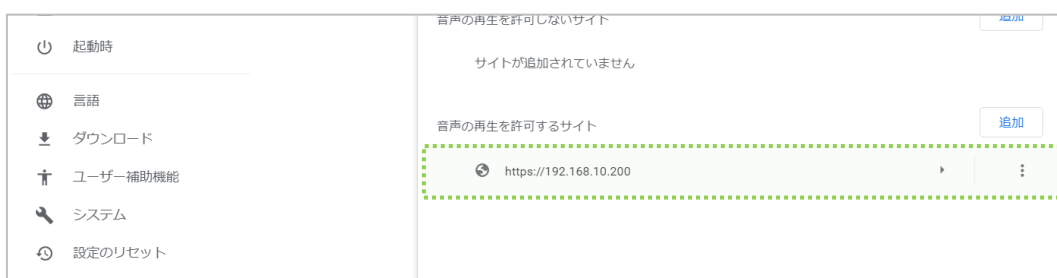 音声の再生を許可しないサイト
追加
起動時
サイトが追加されていません
言語
音声の再生を許可するサイト
追加
ダウンロード
https://192.168.10.200
ユーザー補助機能
システム
設定のリセット